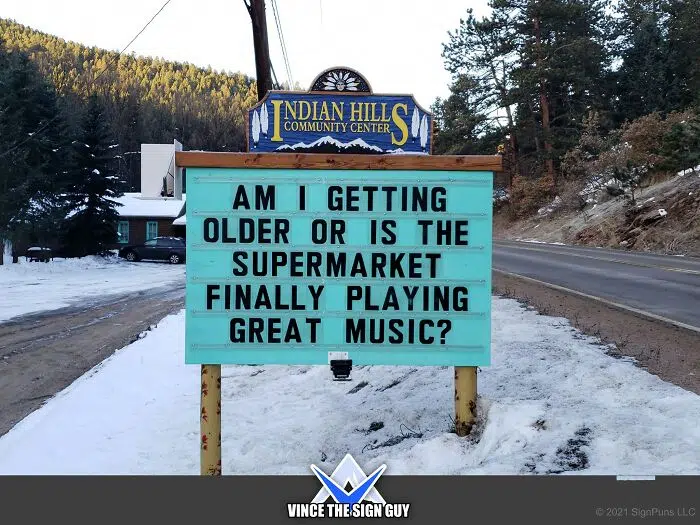 INDIAN HILLS
COMMUNITY CENTER
AM I GETTING
OLDER OR IS THE
SUPERMARKET
FINALLY PLAYING
GREAT MUSIC?
VINCE THE SIGN GUY
© 2021 SignPuns LLC